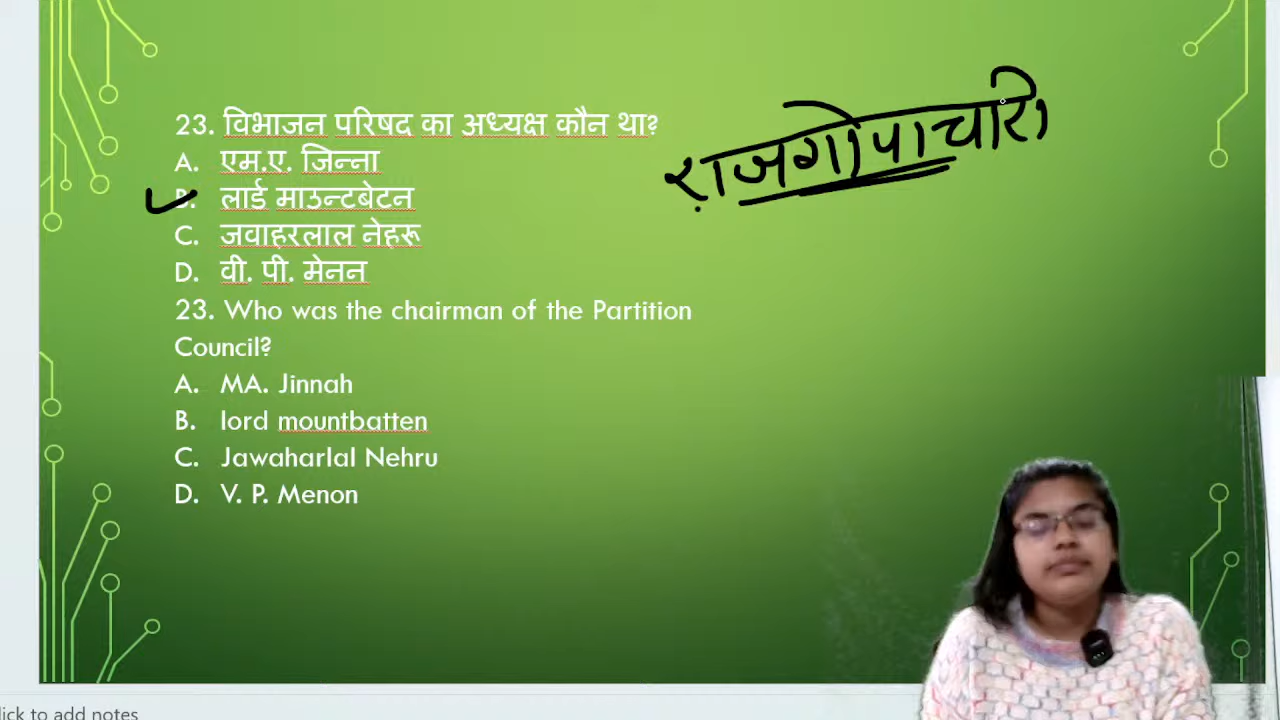 23. विभाजन परिषद का अध्यक्ष कौन था?
A. एम.ए. जिन्ना
B. लार्ड माउन्टबेटन
C. जवाहरलाल नेहरू
D. वी. पी. मेनन
23. Who was the chairman of the Partition
Council?
A. MA. Jinnah
B. lord mountbatten
C. Jawaharlal Nehru
D. V. P. Menon
राजगोपाचारी
lick to add notes